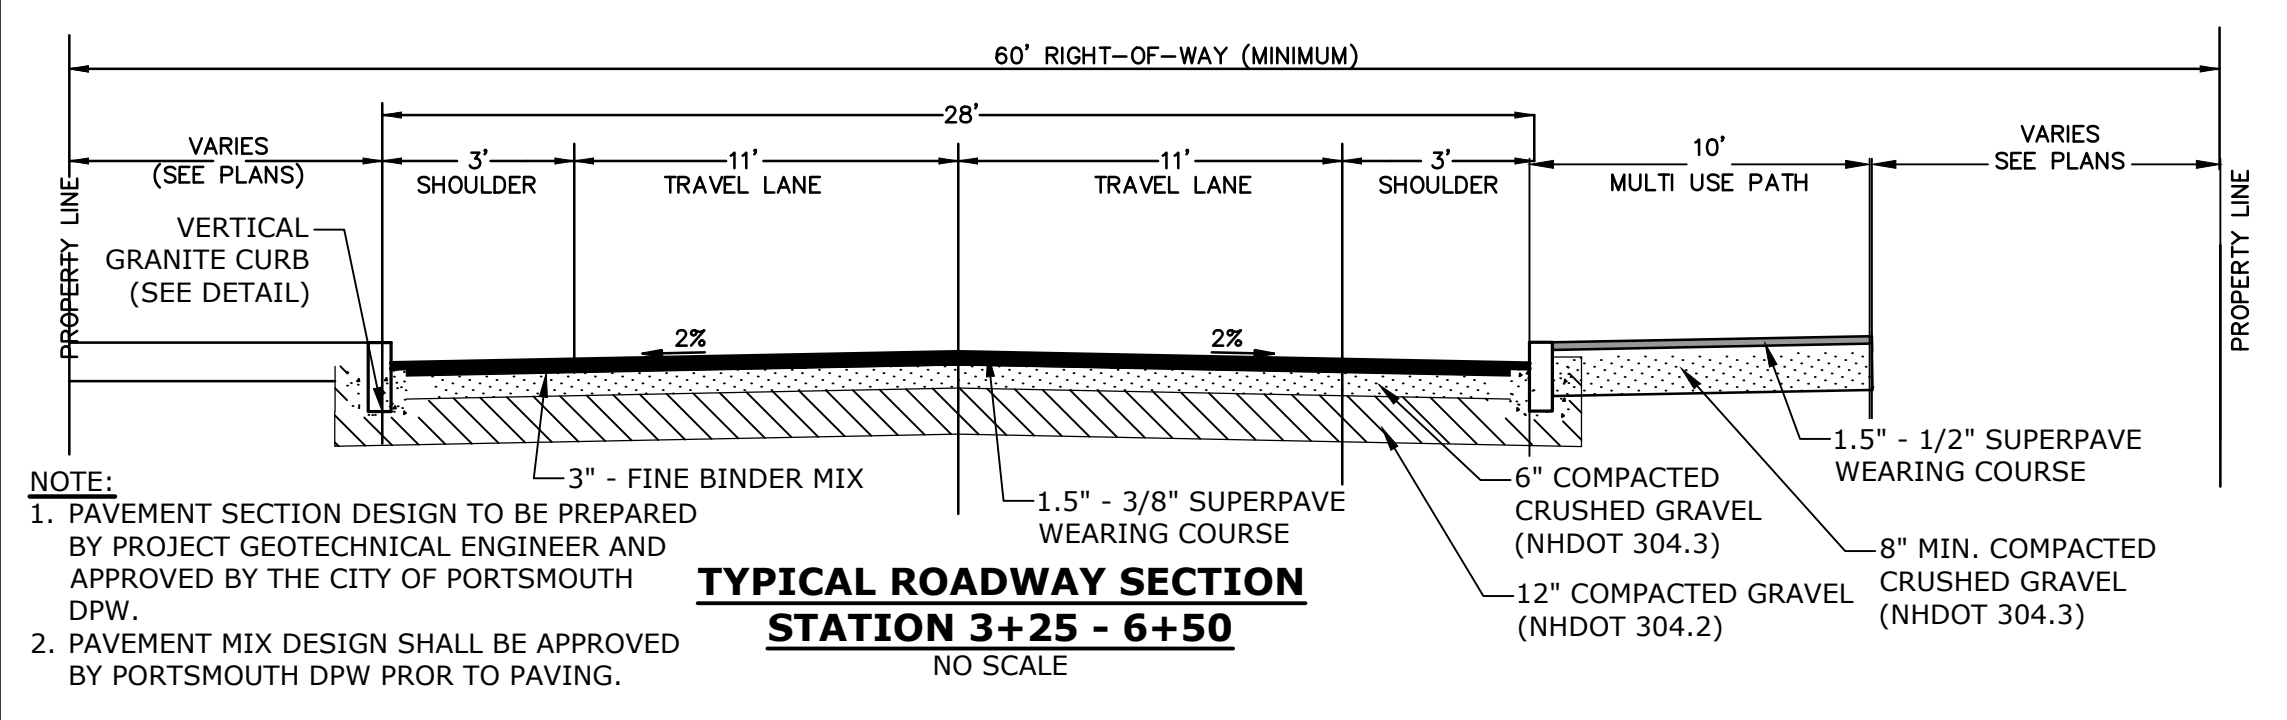 60' RIGHT-OF-WAY (MINIMUM)
28'
VARIES
(SEE PLANS)
3'
SHOULDER
11'
TRAVEL LANE
11'
TRAVEL LANE
3'
SHOULDER
10'
MULTI USE PATH
VARIES
SEE PLANS
PROPERTY LINE
PROPERTY LINE
VERTICAL
GRANITE CURB
(SEE DETAIL)
2%
2%
3" - FINE BINDER MIX
1.5" - 3/8" SUPERPAVE
WEARING COURSE
6" COMPACTED
CRUSHED GRAVEL
(NHDOT 304.3)
12" COMPACTED GRAVEL
(NHDOT 304.2)
1.5" - 1/2" SUPERPAVE
WEARING COURSE
8" MIN. COMPACTED
CRUSHED GRAVEL
(NHDOT 304.3)
NOTE:
1. PAVEMENT SECTION DESIGN TO BE PREPARED
BY PROJECT GEOTECHNICAL ENGINEER AND
APPROVED BY THE CITY OF PORTSMOUTH
DPW.
2. PAVEMENT MIX DESIGN SHALL BE APPROVED
BY PORTSMOUTH DPW PROR TO PAVING.
TYPICAL ROADWAY SECTION
STATION 3+25 - 6+50
NO SCALE